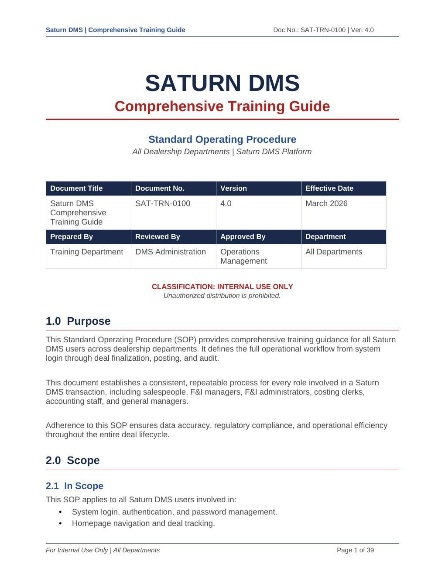 Saturn DMS | Comprehensive Training Guide Doc No.: SAT-TRN-0100 | Ver. 4.0
SATURN DMS
Comprehensive Training Guide
Standard Operating Procedure
All Dealership Departments | Saturn DMS Platform
Document Title Document No. Version Effective Date
Saturn DMS SAT-TRN-0100 4.0 March 2026
Comprehensive
Training Guide
Prepared By Reviewed By Approved By Department
Training Department DMS Administration Operations All Departments
Management
CLASSIFICATION: INTERNAL USE ONLY
Unauthorized distribution is prohibited.
1.0 Purpose
This Standard Operating Procedure (SOP) provides comprehensive training guidance for all Saturn
DMS users across dealership departments. It defines the full operational workflow from system
login through deal finalization, posting, and audit.
This document establishes a consistent, repeatable process for every role involved in a Saturn
DMS transaction, including salespeople, F&I managers, F&I administrators, costing clerks,
accounting staff, and general managers.
Adherence to this SOP ensures data accuracy, regulatory compliance, and operational efficiency
throughout the entire deal lifecycle.
2.0 Scope
2.1 In Scope
This SOP applies to all Saturn DMS users involved in:
• System login, authentication, and password management.
• Homepage navigation and deal tracking.
For Internal Use Only | All Departments Page 1 of 39